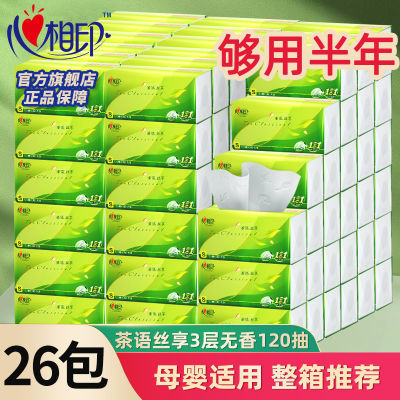 心相印™
官方旗舰店
正品保障
够用半年
茶语丝享3层无香120抽
26包
母婴适用 整箱推荐